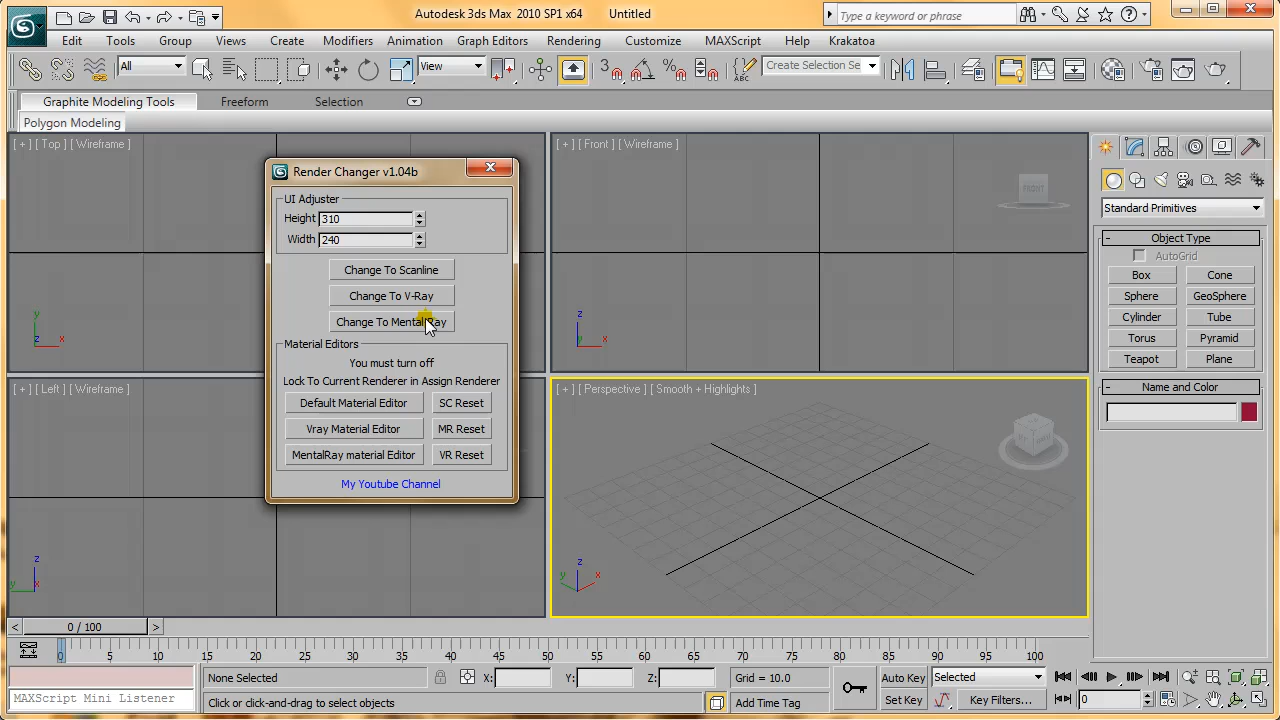 Autodesk 3ds Max 2010 SP1 x64 Untitled
Type a keyword or phrase
Edit Tools Group Views Create Modifiers Animation Graph Editors Rendering Customize MAXScript Help Krakatoa
All View Create Selection Se
Graphite Modeling Tools Freeform Selection
Polygon Modeling
[ + ] [ Top ] [ Wireframe ]
[ + ] [ Front ] [ Wireframe ]
FRONT
Render Changer v1.04b
UI Adjuster
Height 310
Width 240
Change To Scanline
Change To V-Ray
Change To MentalRay
Material Editors
You must turn off
Lock To Current Renderer in Assign Renderer
Default Material Editor SC Reset
Vray Material Editor MR Reset
MentalRay material Editor VR Reset
My Youtube Channel
y z x
z y x
[ + ] [ Left ] [ Wireframe ]
[ + ] [ Perspective ] [ Smooth + Highlights ]
z y x
z y x
Standard Primitives
- Object Type
AutoGrid
Box Cone
Sphere GeoSphere
Cylinder Tube
Torus Pyramid
Teapot Plane
- Name and Color
< 0 / 100 >
0 5 10 15 20 25 30 35 40 45 50 55 60 65 70 75 80 85 90 95 100
None Selected X: Y: Z: Grid = 10.0 Auto Key Selected
MAXScript Mini Listener Click or click-and-drag to select objects Add Time Tag Set Key Key Filters... 0